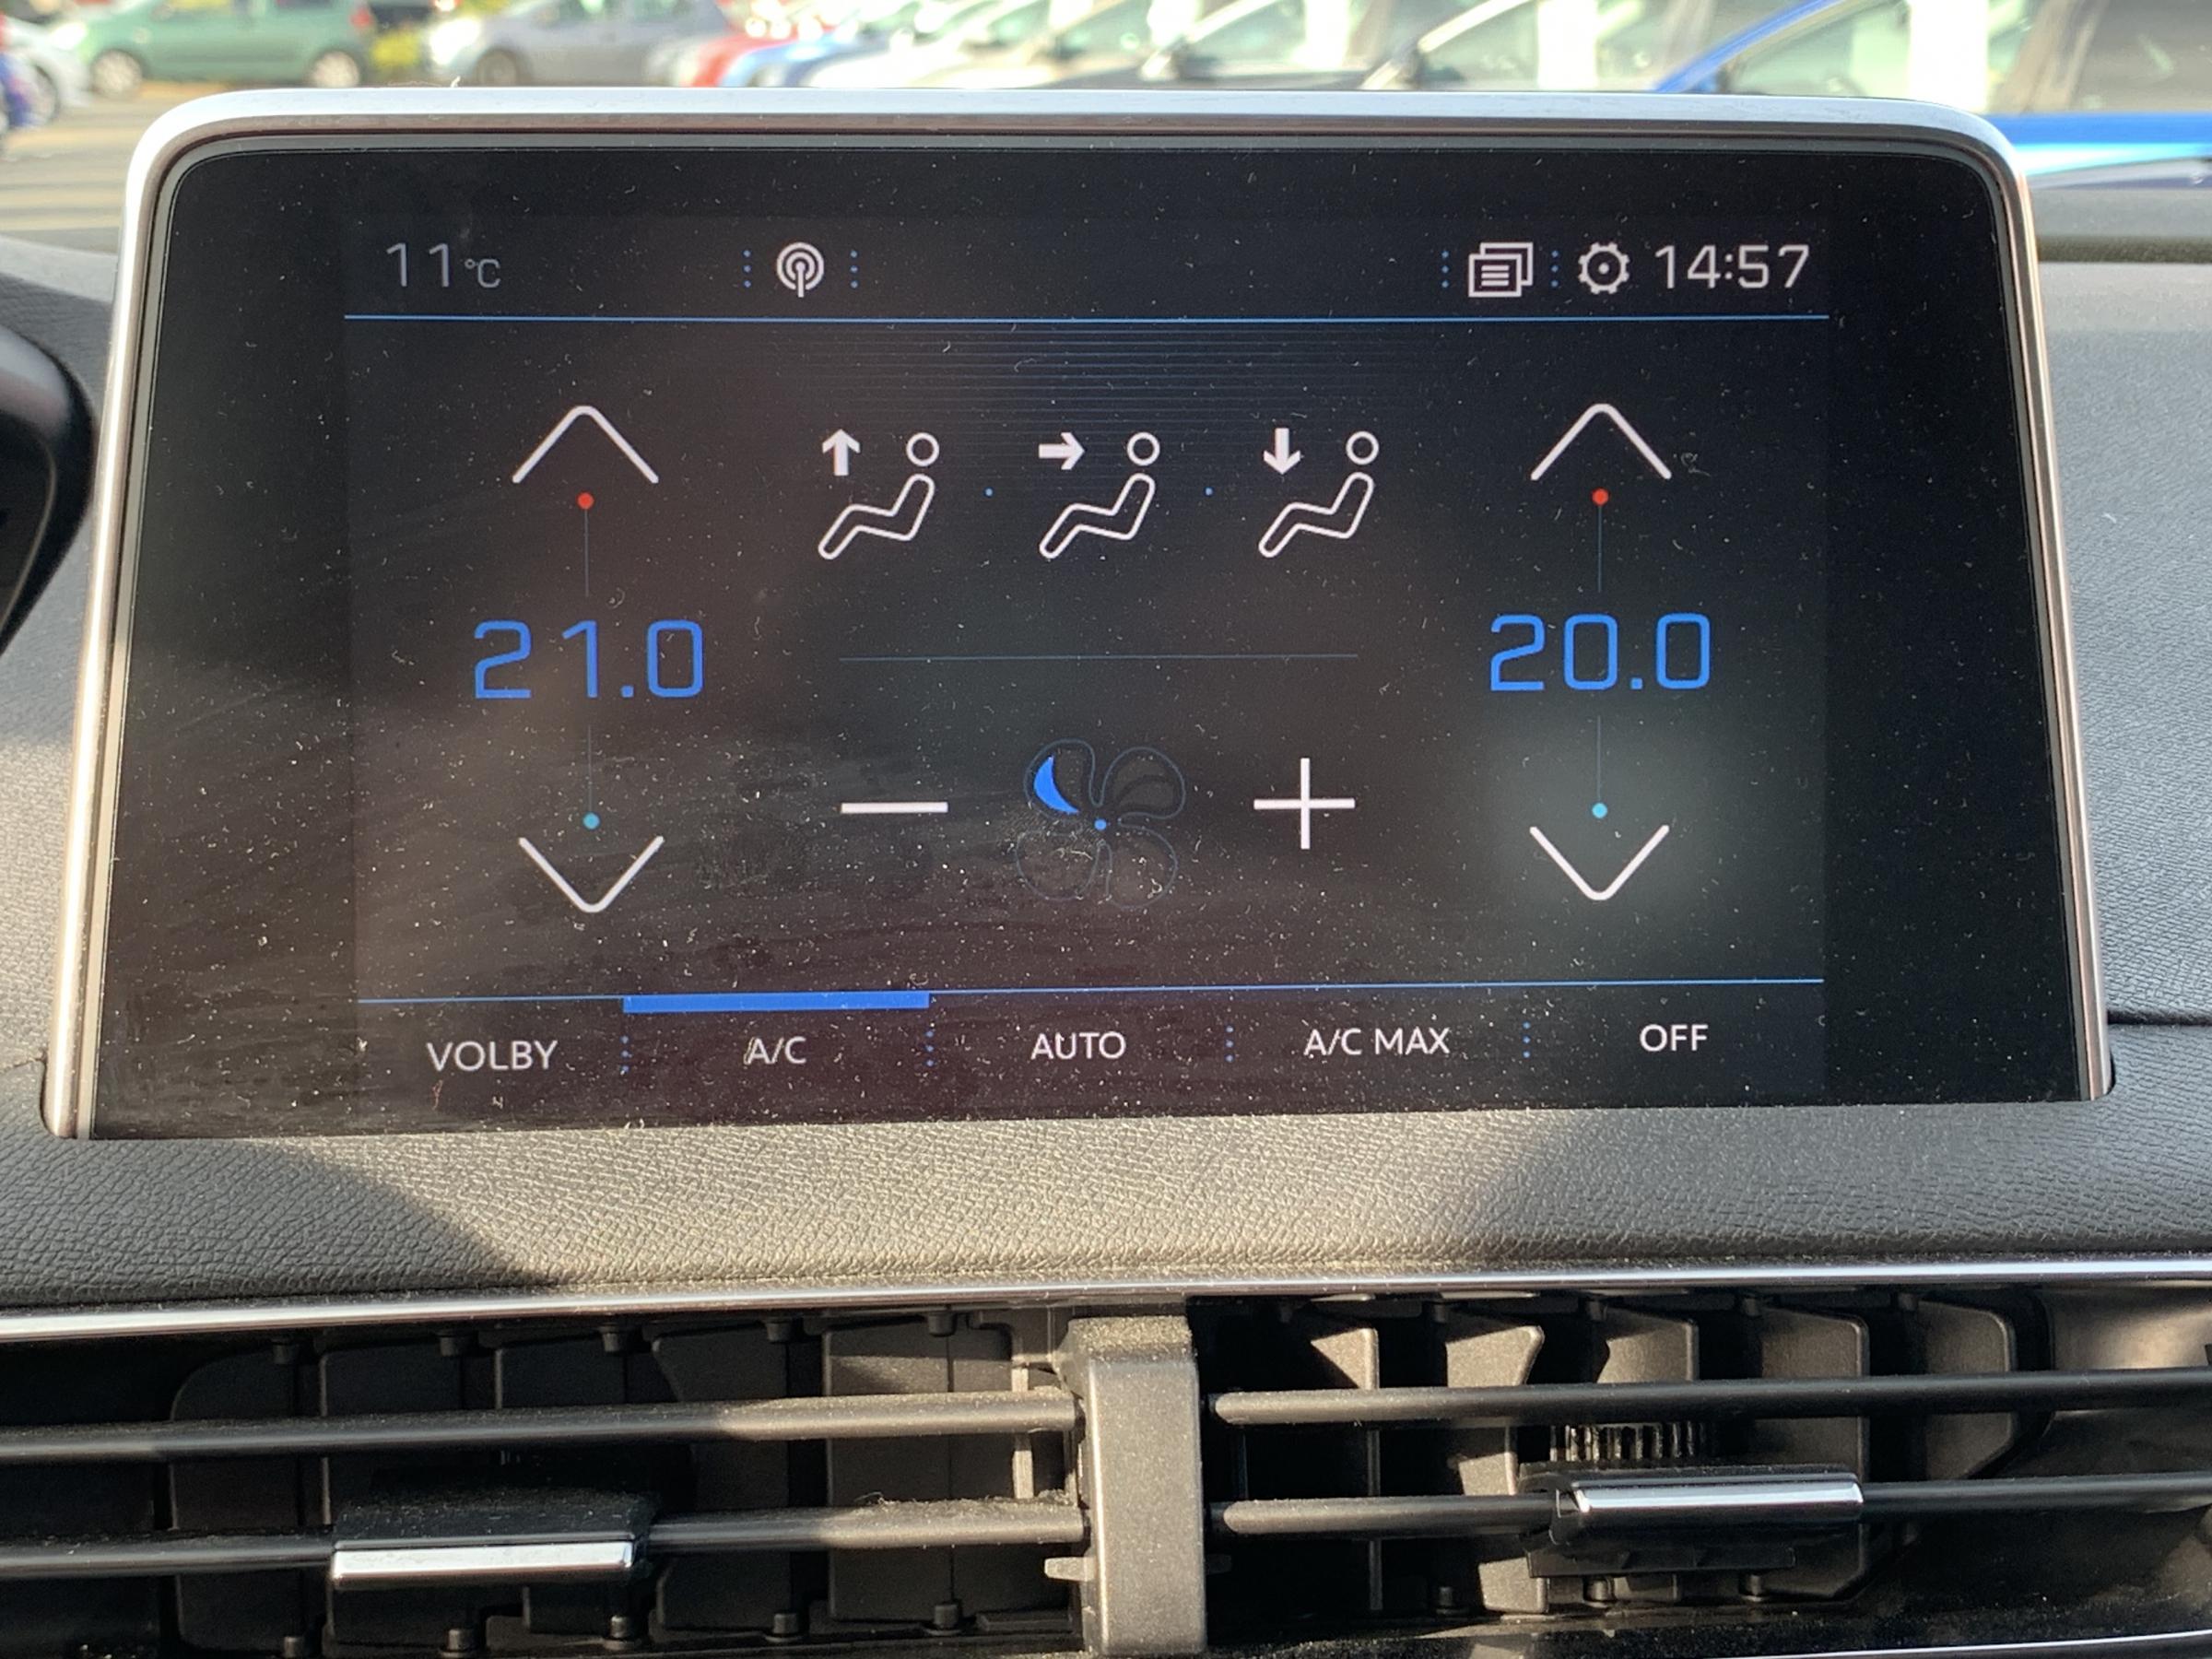 11°C 14:57
21.0 20.0
VOLBY A/C AUTO A/C MAX OFF